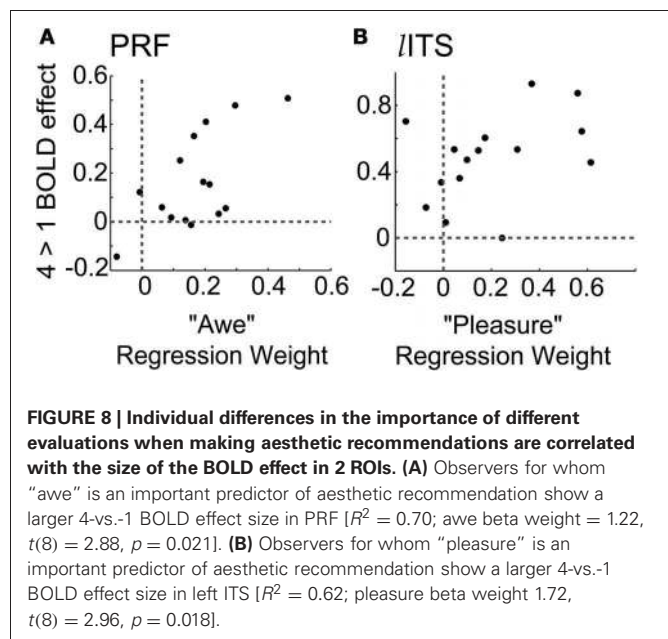 A PRF
B lITS
4 > 1 BOLD effect
0.6
0.4
0.2
0
-0.2
0 0.2 0.4 0.6
"Awe"
Regression Weight
0.8
0.4
0
-0.2 0 0.2 0.4 0.6
"Pleasure"
Regression Weight
FIGURE 8 | Individual differences in the importance of different
evaluations when making aesthetic recommendations are correlated
with the size of the BOLD effect in 2 ROIs. (A) Observers for whom
“awe” is an important predictor of aesthetic recommendation show a
larger 4-vs.-1 BOLD effect size in PRF [R² = 0.70; awe beta weight = 1.22,
t(8) = 2.88, p = 0.021]. (B) Observers for whom “pleasure” is an
important predictor of aesthetic recommendation show a larger 4-vs.-1
BOLD effect size in left ITS [R² = 0.62; pleasure beta weight 1.72,
t(8) = 2.96, p = 0.018].